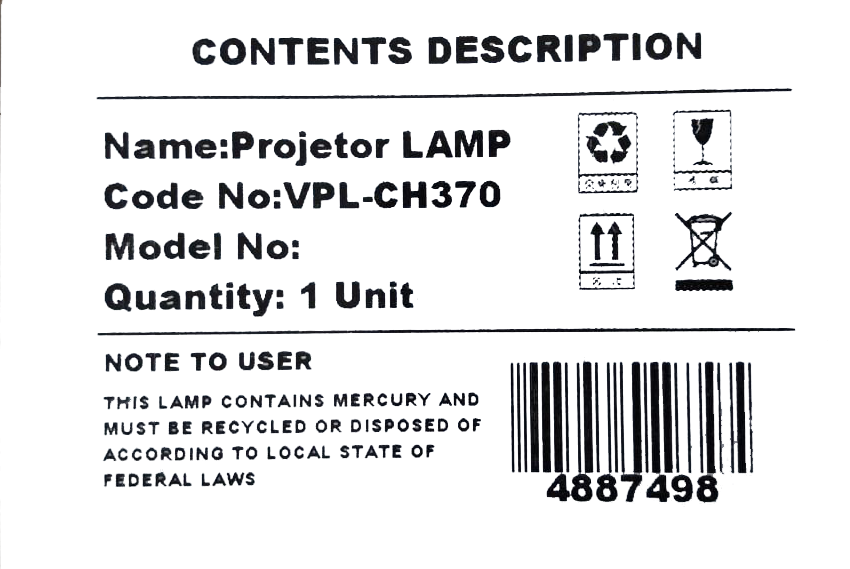 CONTENTS DESCRIPTION
Name:Projetor LAMP
Code No:VPL-CH370
Model No:
Quantity: 1 Unit
NOTE TO USER
THIS LAMP CONTAINS MERCURY AND
MUST BE RECYCLED OR DISPOSED OF
ACCORDING TO LOCAL STATE OF
FEDERAL LAWS
4887498